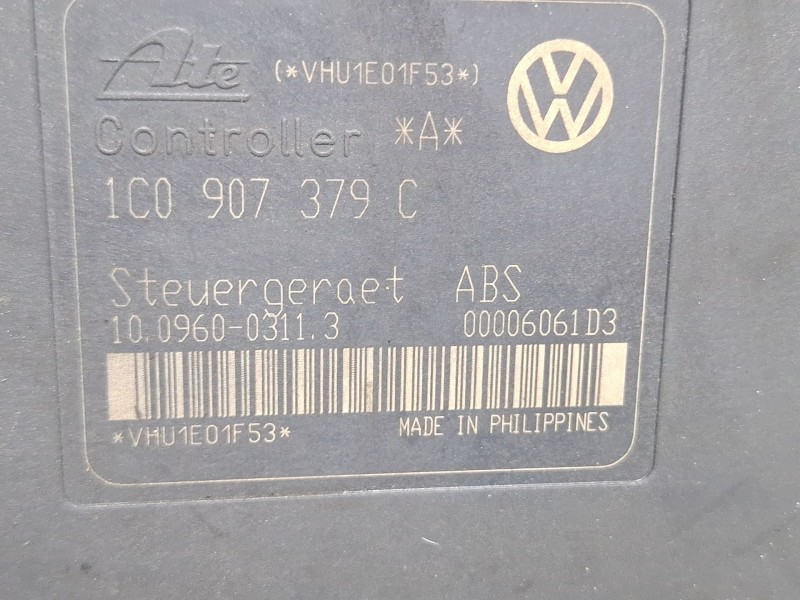 Ate (*VHU1E01F53*)
Controller *A*
1C0 907 379 C
Steuergeraet ABS
10.0960-0311.3 00006061D3
*VHU1E01F53* MADE IN PHILIPPINES